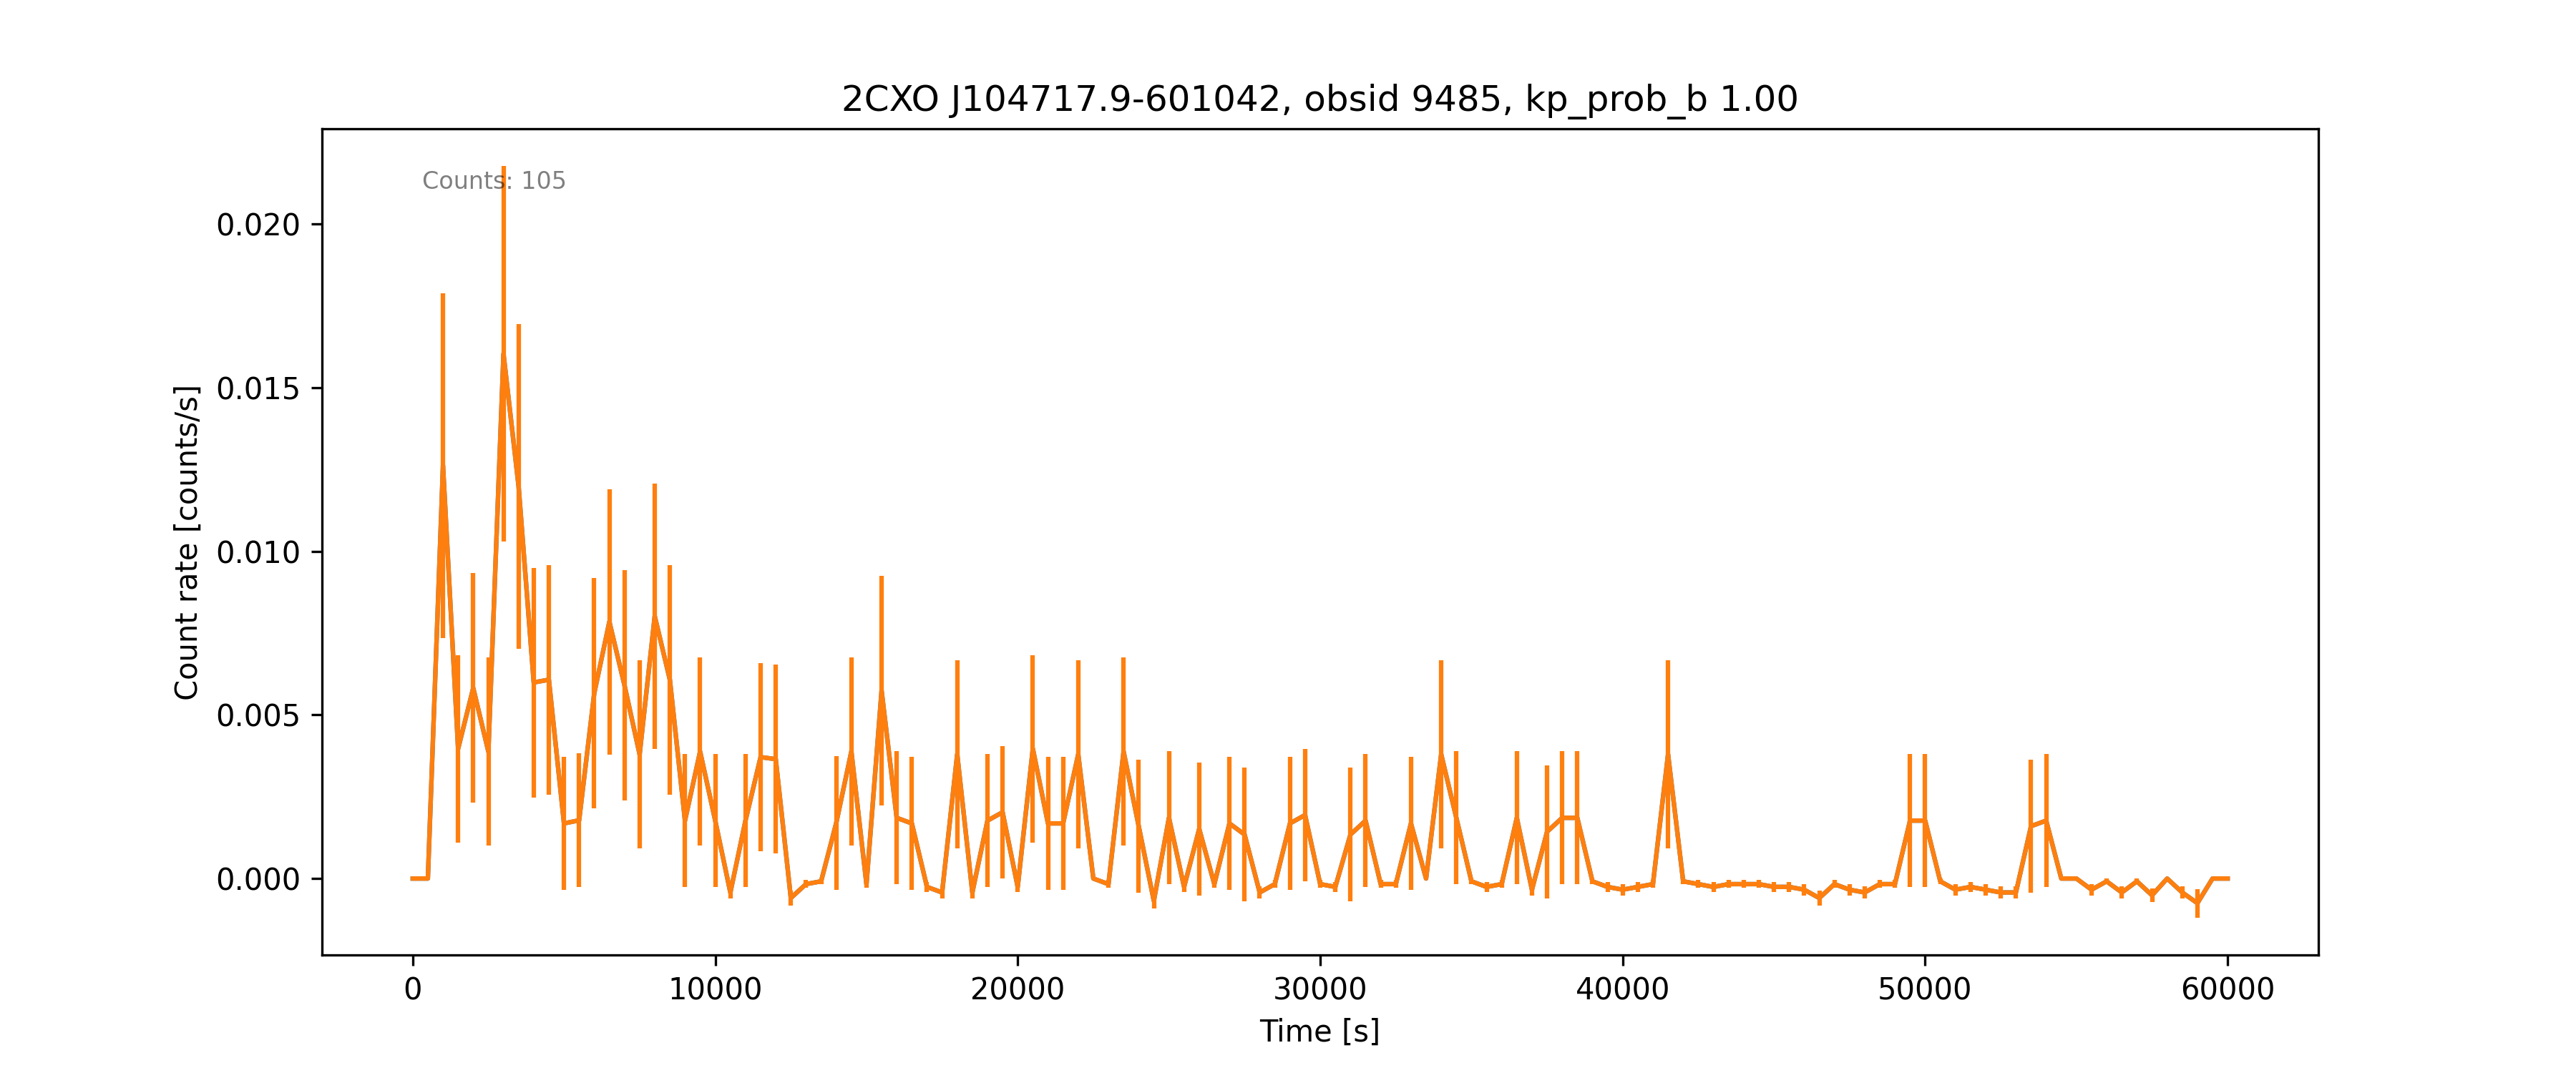 2CXO J104717.9-601042, obsid 9485, kp_prob_b 1.00
Counts: 105
Count rate [counts/s]
0.020
0.015
0.010
0.005
0.000
0 10000 20000 30000 40000 50000 60000
Time [s]